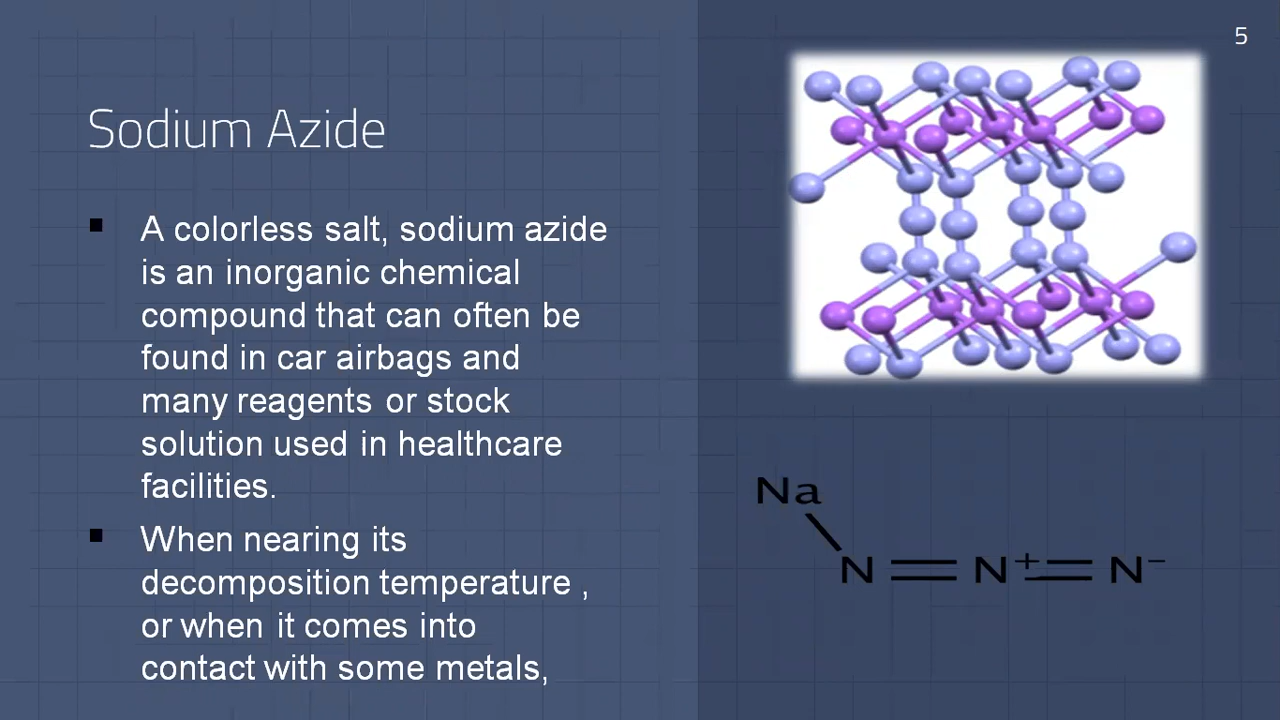 5
Sodium Azide
A colorless salt, sodium azide
is an inorganic chemical
compound that can often be
found in car airbags and
many reagents or stock
solution used in healthcare
facilities.
When nearing its
decomposition temperature ,
or when it comes into
contact with some metals,
Na
N = N⁺ = N⁻